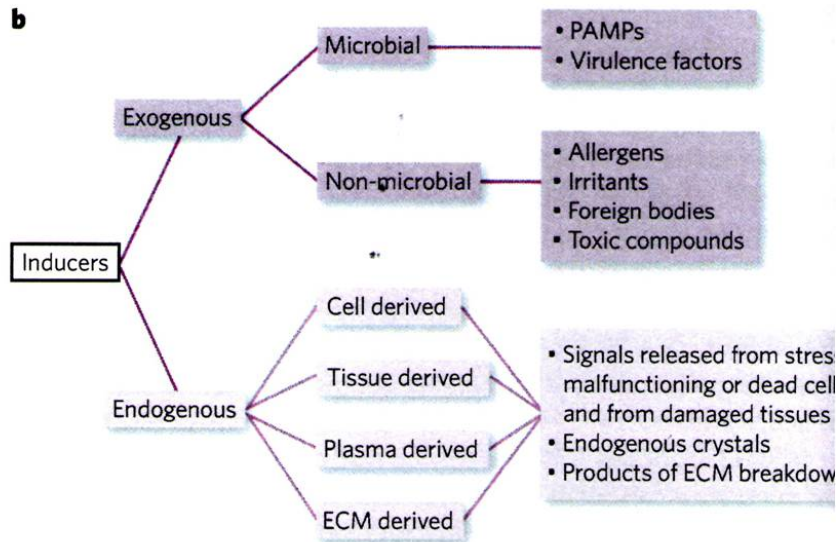 b
Microbial
• PAMPs
• Virulence factors
Exogenous
Non-microbial
• Allergens
• Irritants
• Foreign bodies
• Toxic compounds
Inducers
Cell derived
Tissue derived
Endogenous
Plasma derived
ECM derived
• Signals released from
malfunctioning or dead
and from damaged tissues
• Endogenous crystals
• Products of ECM